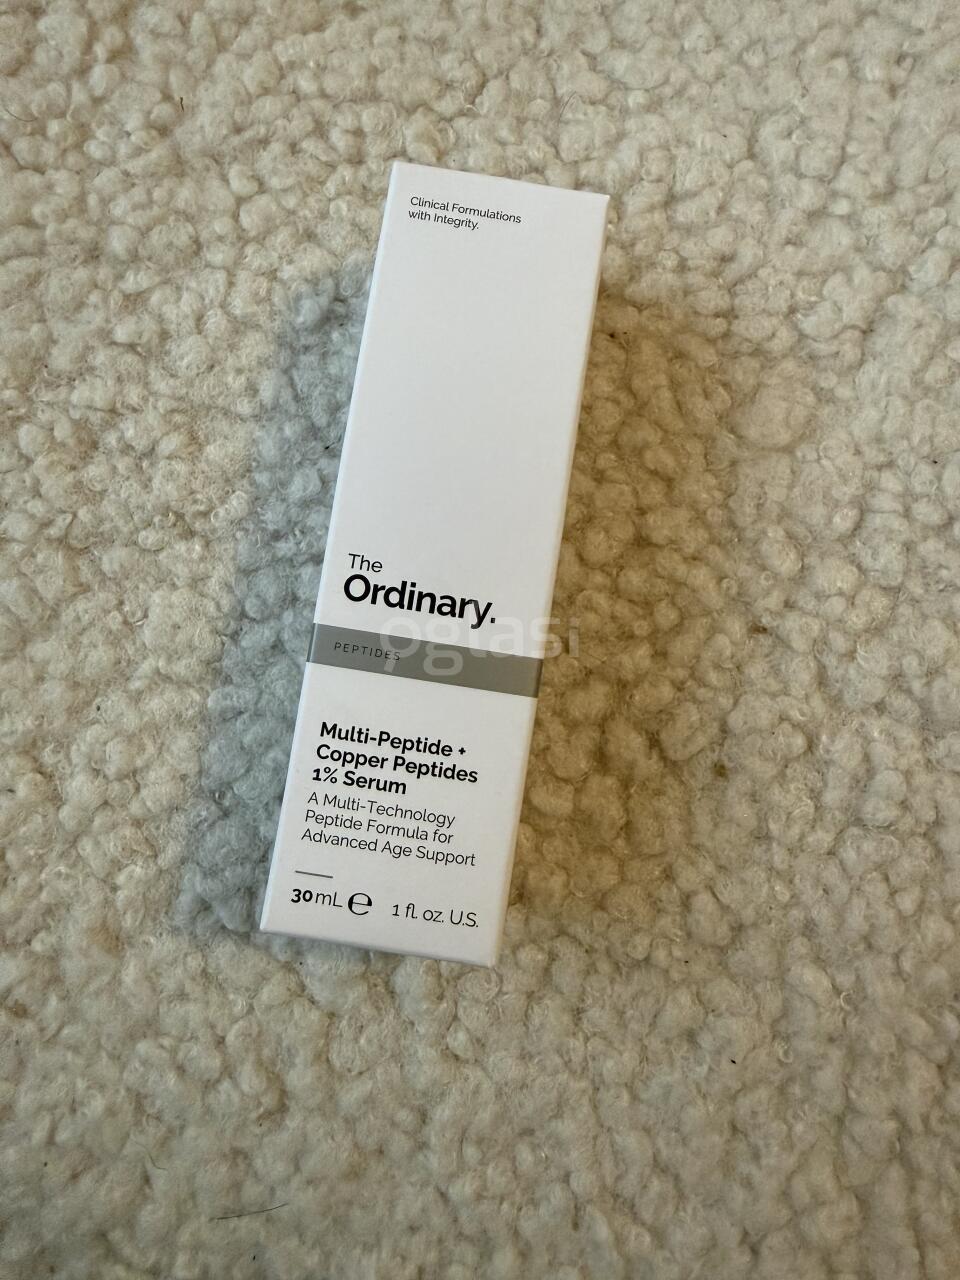 Clinical Formulations
with Integrity.
The
Ordinary.
PEPTIDES
oglasi
Multi-Peptide +
Copper Peptides
1% Serum
A Multi-Technology
Peptide Formula for
Advanced Age Support
30 mL ℮ 1 fl. oz. U.S.